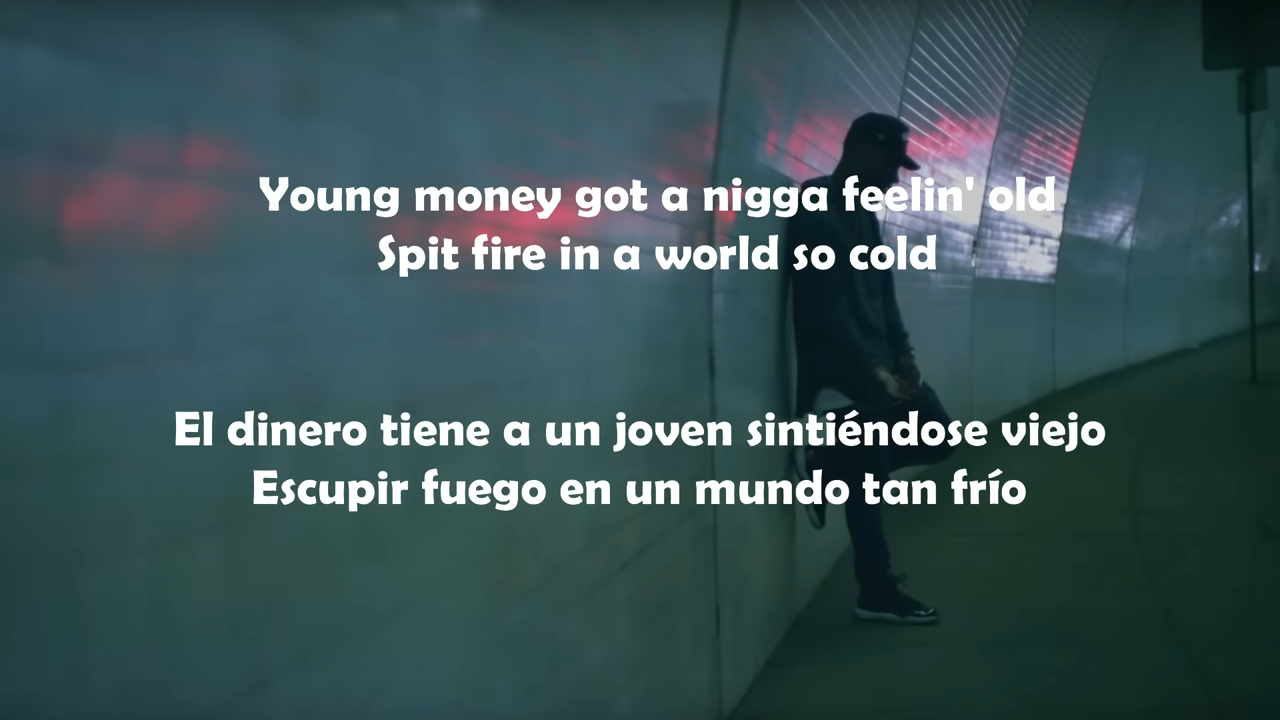 Young money got a nigga feelin' old
Spit fire in a world so cold
El dinero tiene a un joven sintiéndose viejo
Escupir fuego en un mundo tan frío